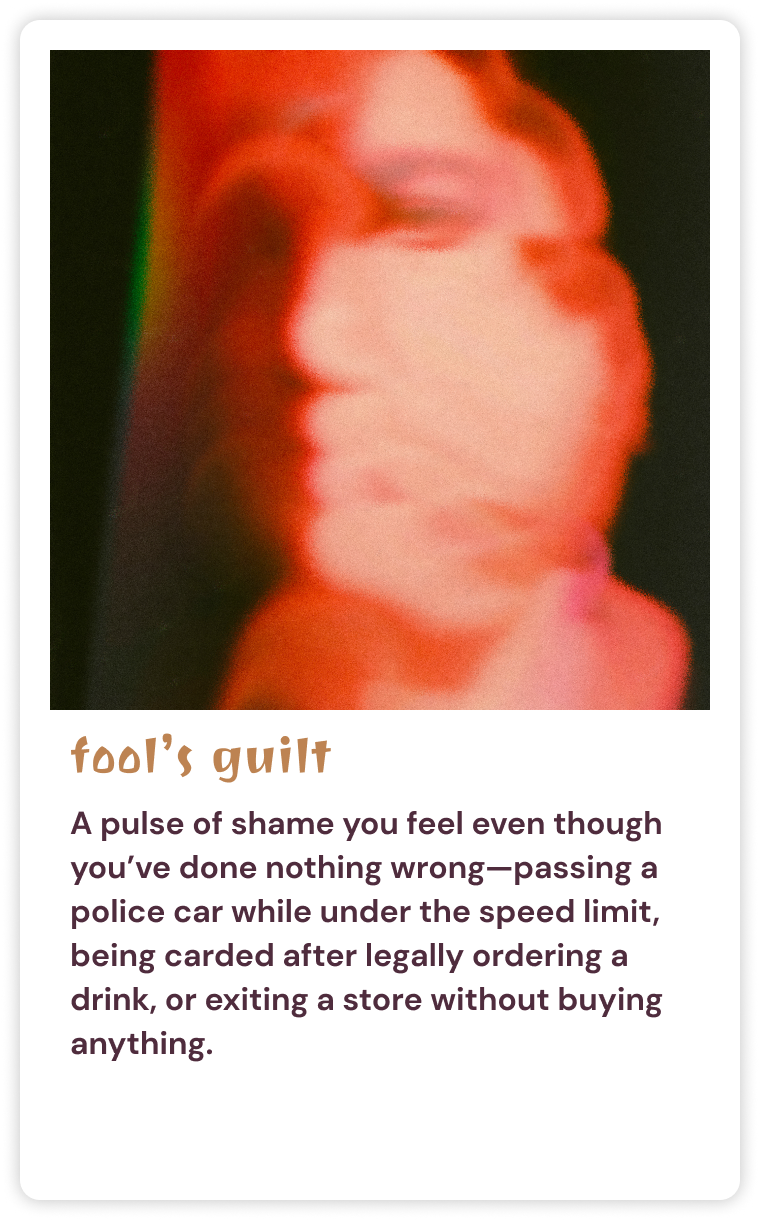 fool’s guilt
A pulse of shame you feel even though
you’ve done nothing wrong—passing a
police car while under the speed limit,
being carded after legally ordering a
drink, or exiting a store without buying
anything.